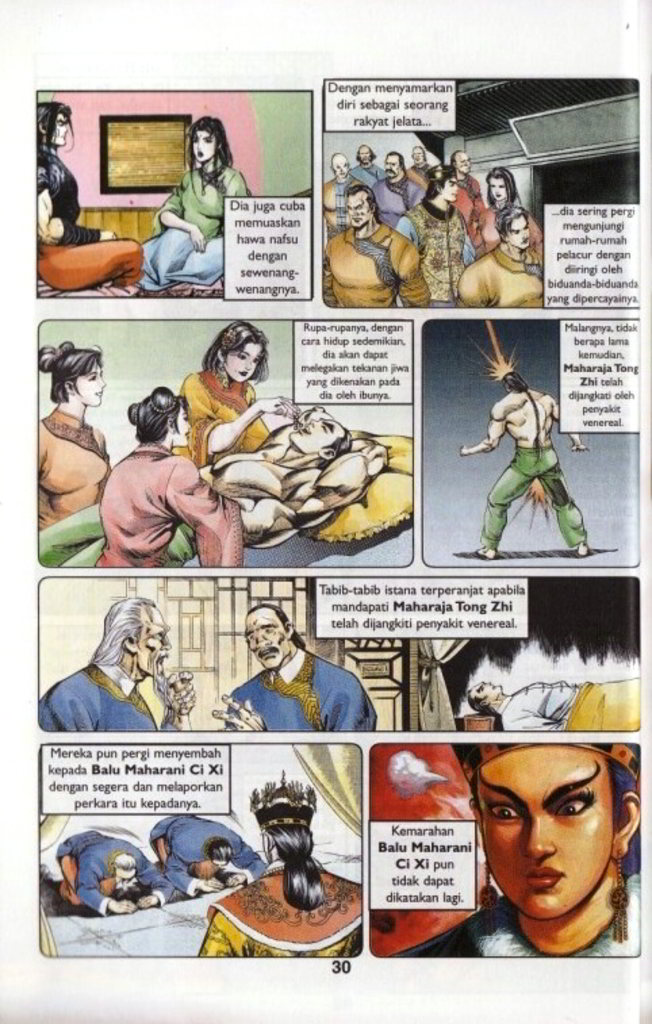 Dia juga cuba
memuaskan
hawa nafsu
dengan
sewenang-
wenangnya.
Dengan menyamarkan
diri sebagai seorang
rakyat jelata...
...dia sering pergi
mengunjungi
rumah-rumah
pelacur dengan
diiringi oleh
biduanda-biduanda
yang dipercayainya.
Rupa-rupanya, dengan
cara hidup sedemikian,
dia akan dapat
melegakan tekanan jiwa
yang dikenakan pada
dia oleh ibunya.
Malangnya, tidak
berapa lama
kemudian,
Maharaja Tong
Zhi telah
dijangkiti oleh
penyakit
venereal.
Tabib-tabib istana terperanjat apabila
mandapati Maharaja Tong Zhi
telah dijangkiti penyakit venereal.
Mereka pun pergi menyembah
kepada Balu Maharani Ci Xi
dengan segera dan melaporkan
perkara itu kepadanya.
Kemarahan
Balu Maharani
Ci Xi pun
tidak dapat
dikatakan lagi.
30